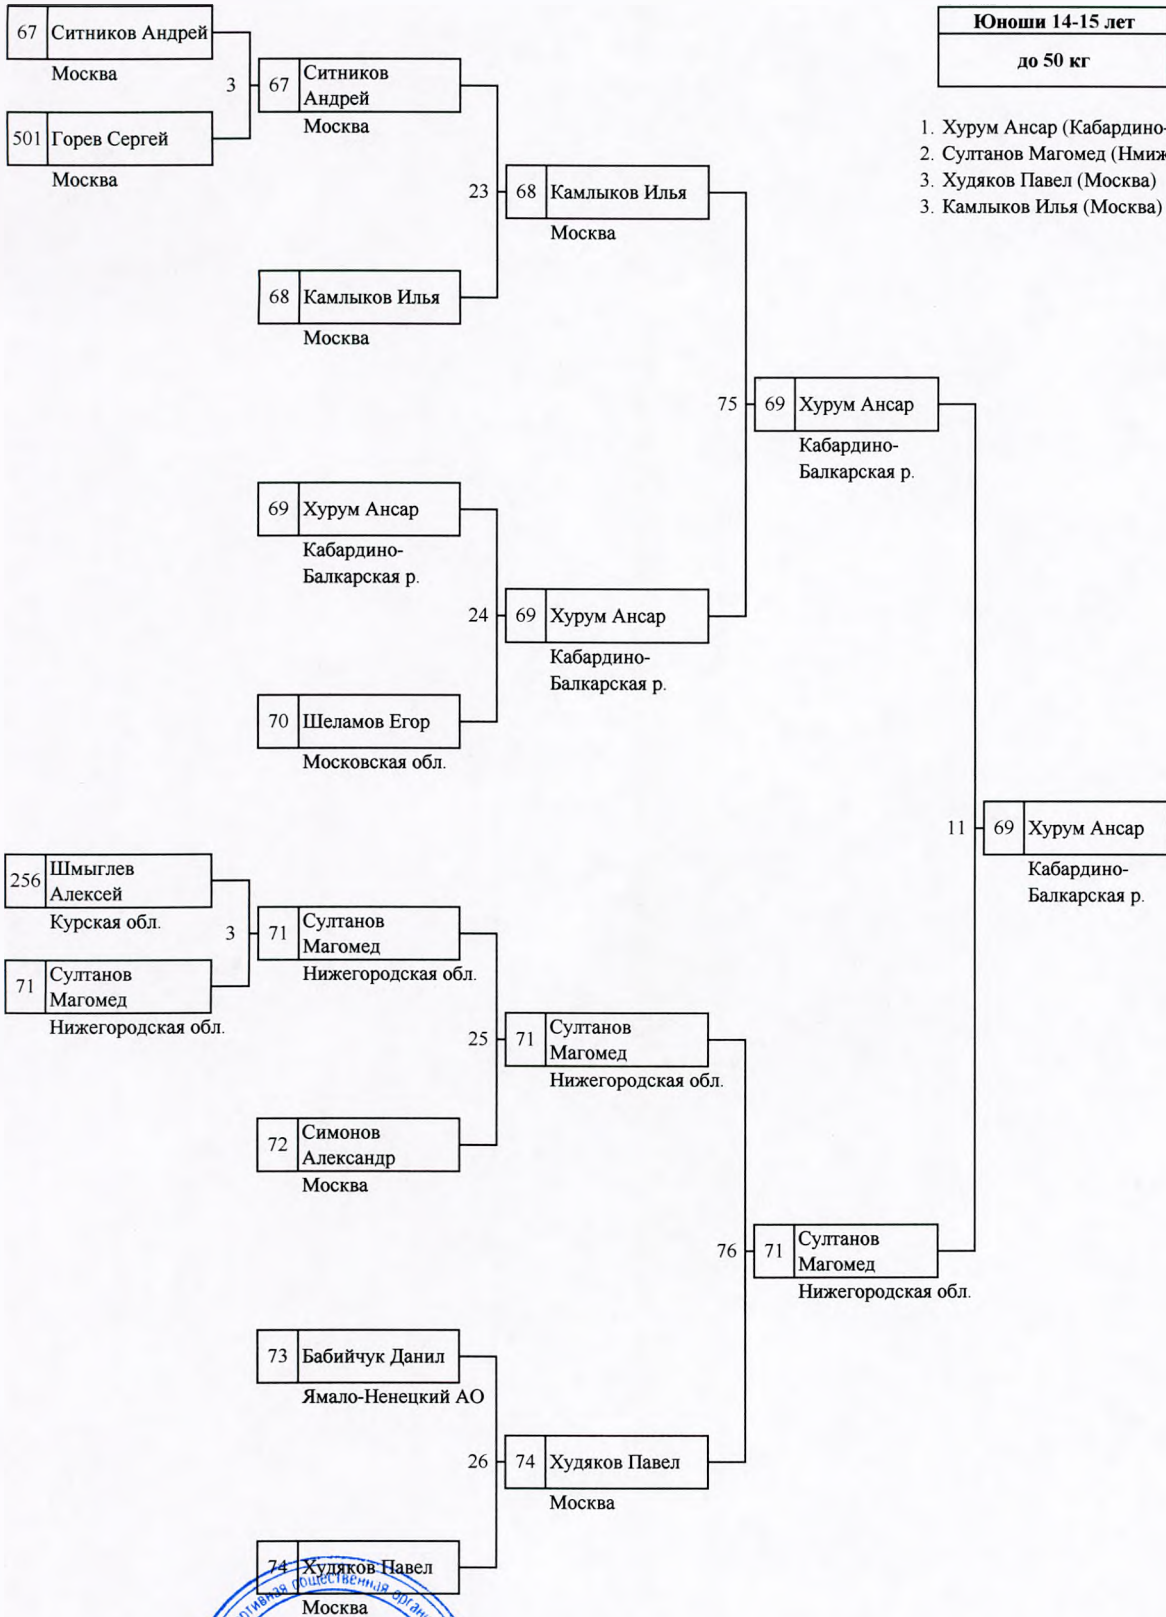 Юноши 14-15 лет
до 50 кг
1. Хурум Ансар (Кабардино-
2. Султанов Магомед (Нмиж
3. Худяков Павел (Москва)
3. Камлыков Илья (Москва)
67 Ситников Андрей
Москва
3
501 Горев Сергей
Москва
67 Ситников
Андрей
Москва
23
68 Камлыков Илья
Москва
68 Камлыков Илья
Москва
75
69 Хурум Ансар
Кабардино-
Балкарская р.
69 Хурум Ансар
Кабардино-
Балкарская р.
24
69 Хурум Ансар
Кабардино-
Балкарская р.
70 Шеламов Егор
Московская обл.
11
69 Хурум Ансар
Кабардино-
Балкарская р.
256 Шмыглев
Алексей
Курская обл.
3
71 Султанов
Магомед
Нижегородская обл.
71 Султанов
Магомед
Нижегородская обл.
25
71 Султанов
Магомед
Нижегородская обл.
72 Симонов
Александр
Москва
76
71 Султанов
Магомед
Нижегородская обл.
73 Бабийчук Данил
Ямало-Ненецкий АО
26
74 Худяков Павел
Москва
74 Худяков Павел
Москва
общественная